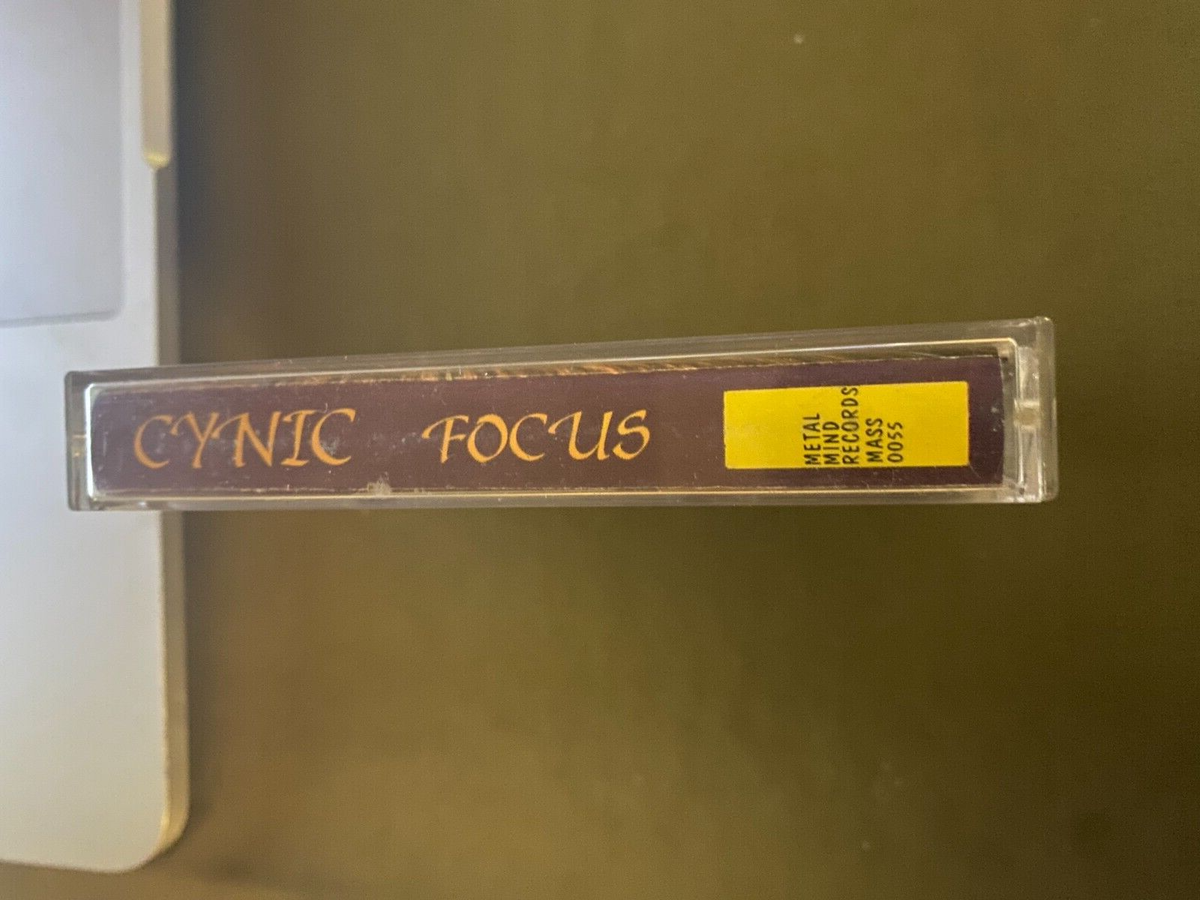 CYNIC FOCUS
METAL
MIND
RECORDS
MASS
0055